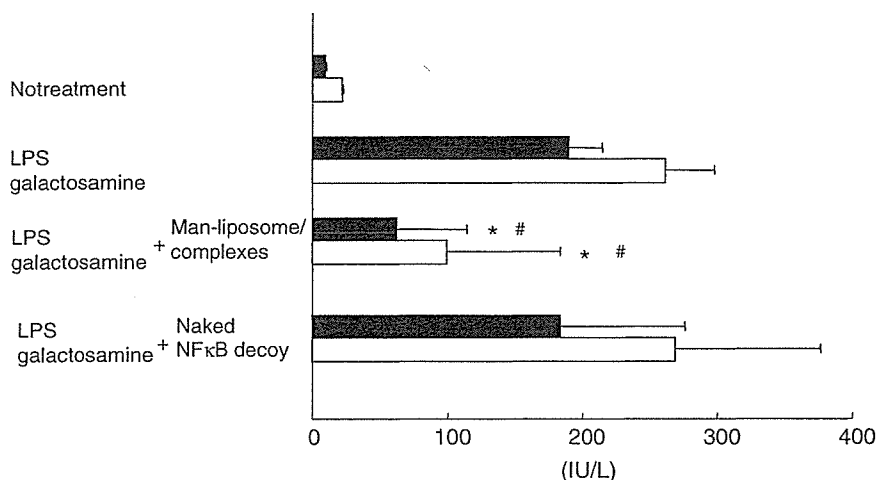 Notreatment
LPS
galactosamine
LPS
galactosamine
+
Man-liposome/
complexes
* #
* #
LPS
galactosamine
+
Naked
NFκB decoy
0 100 200 300 400
(IU/L)